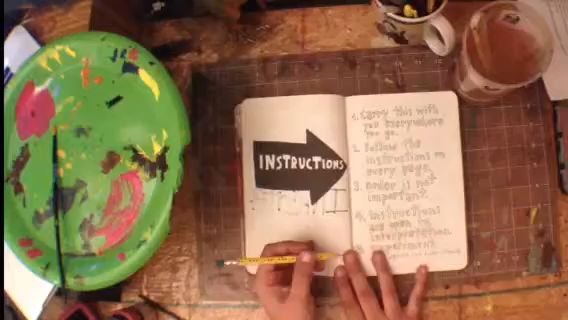 INSTRUCTIONS
1. Carry this with
you everywhere
you go.
2. Follow the
instructions on
every page.
3. Order is not
important.
4. Instructions
are open to
interpretation.
experiment.